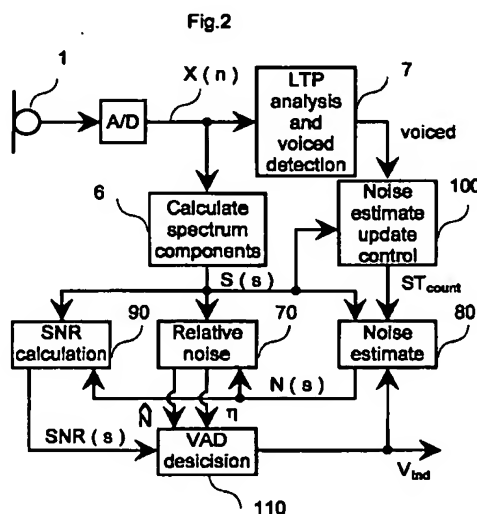 Fig.2
1
X(n)
7
A/D
LTP
analysis
and
voiced
detection
voiced
6
Calculate
spectrum
components
Noise
estimate
update
control
100
S(s)
ST count
90
SNR
calculation
Relative
noise
70
Noise
estimate
80
N(s)
N̂
η
SNR(s)
VAD
desicision
V ind
110